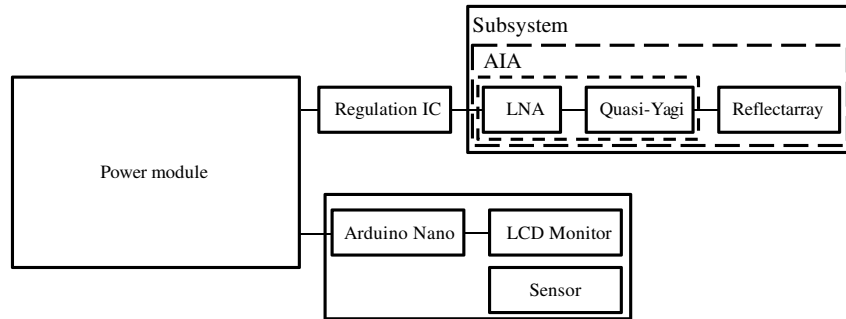 Subsystem
AIA
Regulation IC
LNA
Quasi-Yagi
Reflectarray
Power module
Arduino Nano
LCD Monitor
Sensor